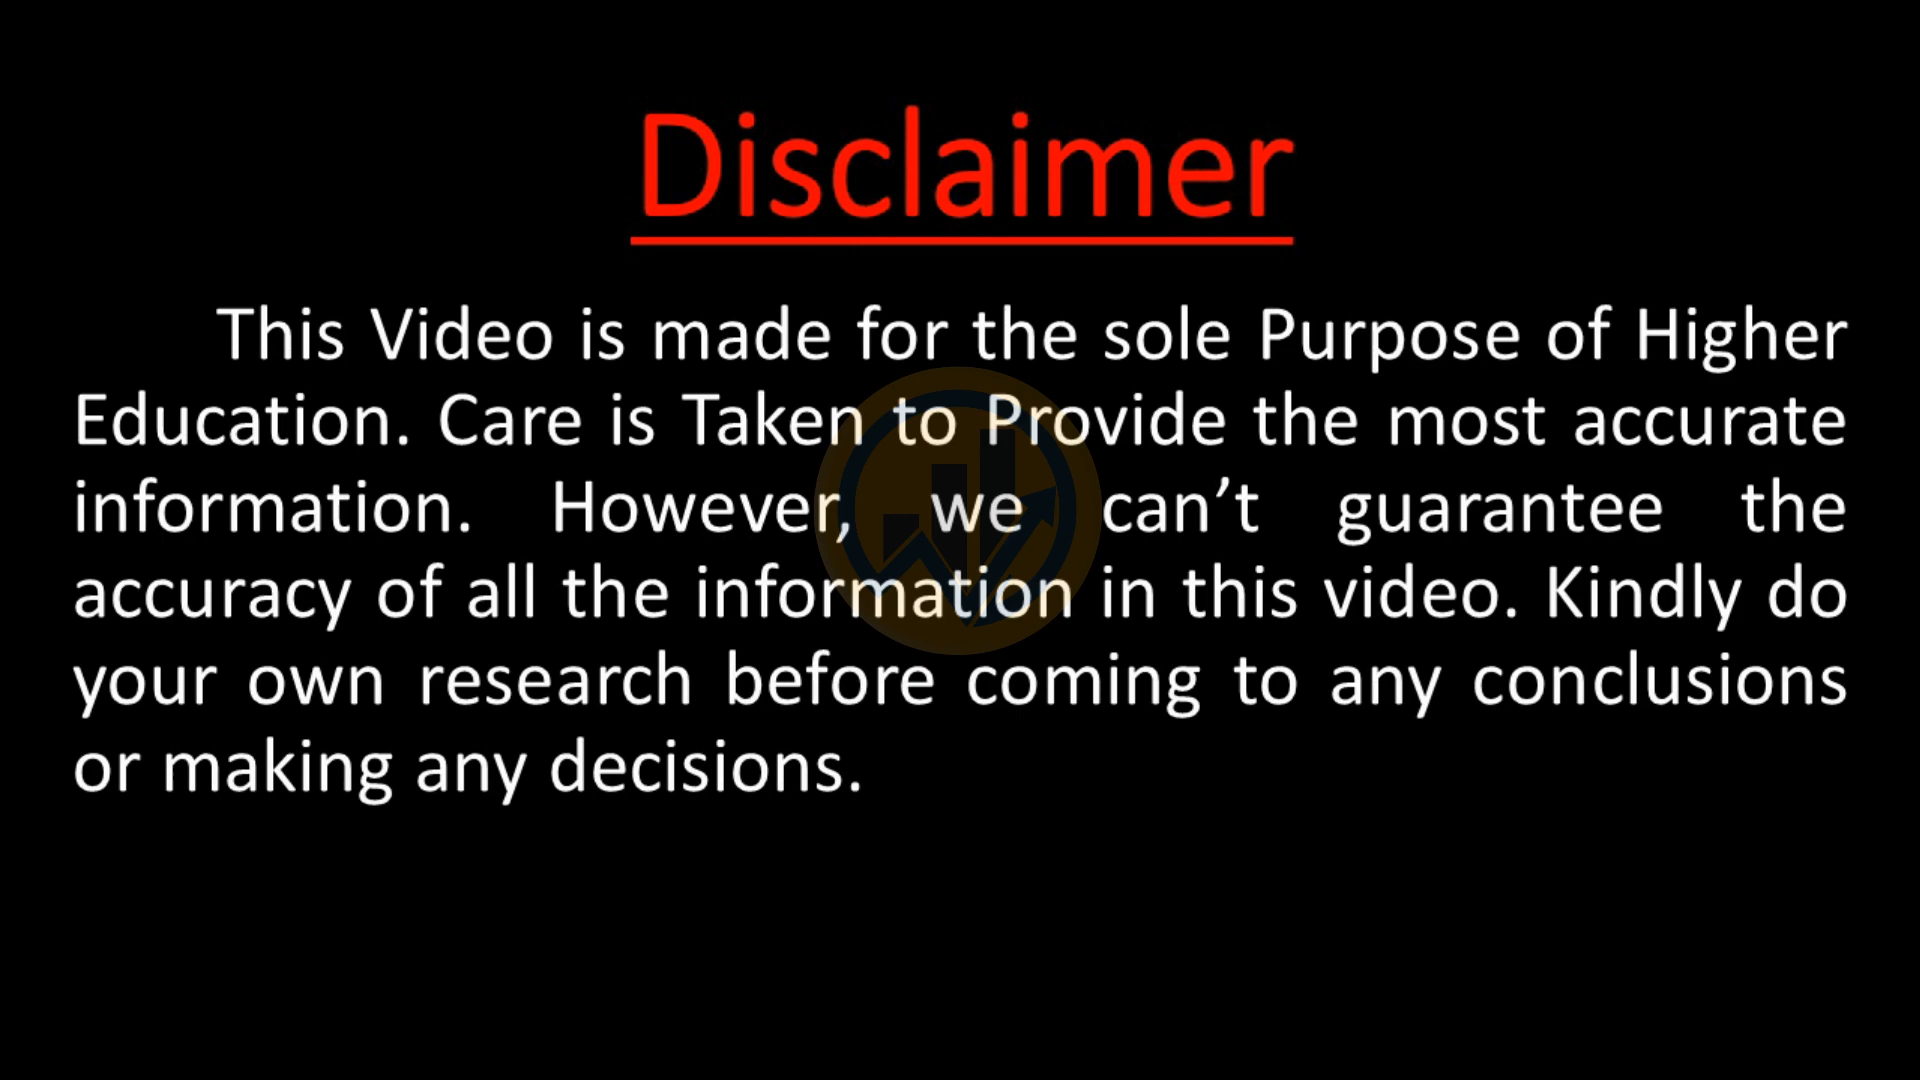 Disclaimer
This Video is made for the sole Purpose of Higher
Education. Care is Taken to Provide the most accurate
information. However, we can’t guarantee the
accuracy of all the information in this video. Kindly do
your own research before coming to any conclusions
or making any decisions.